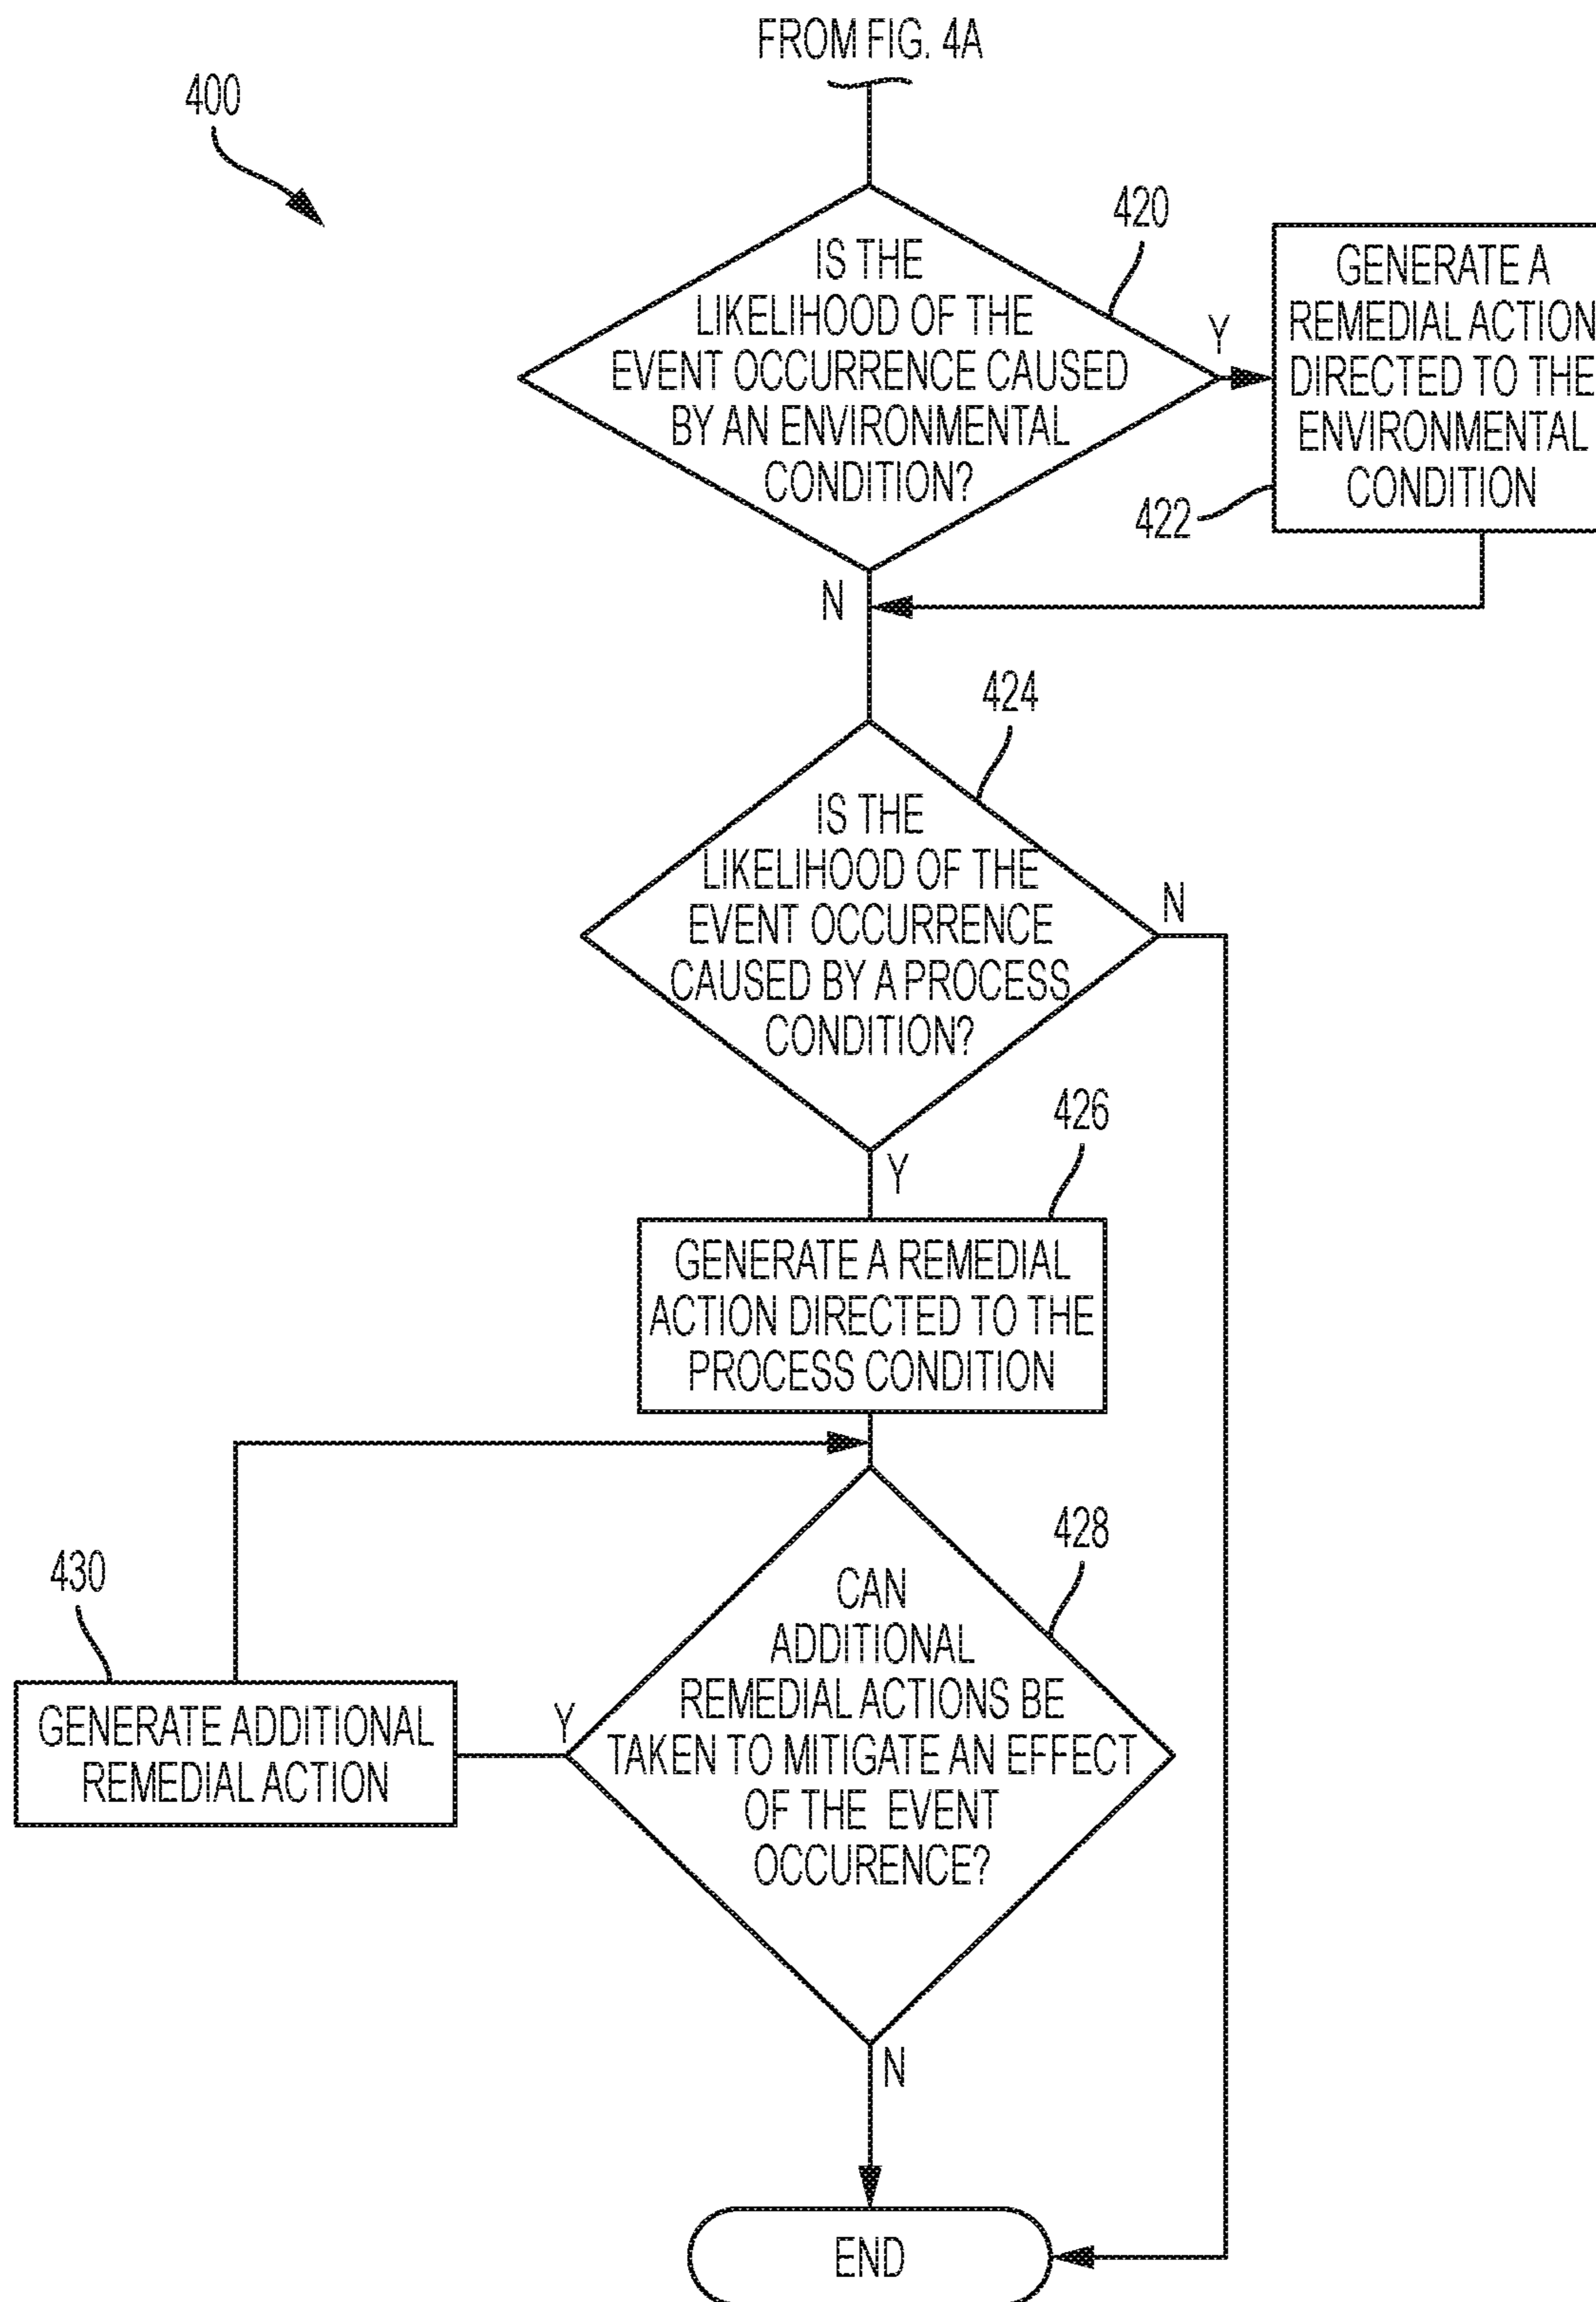 FROM FIG. 4A
400
420
IS THE
LIKELIHOOD OF THE
EVENT OCCURRENCE CAUSED
BY AN ENVIRONMENTAL
CONDITION?
Y
GENERATE A
REMEDIAL ACTION
DIRECTED TO THE
ENVIRONMENTAL
CONDITION
422
N
424
IS THE
LIKELIHOOD OF THE
EVENT OCCURRENCE
CAUSED BY A PROCESS
CONDITION?
N
Y
426
GENERATE A REMEDIAL
ACTION DIRECTED TO THE
PROCESS CONDITION
428
CAN
ADDITIONAL
REMEDIAL ACTIONS BE
TAKEN TO MITIGATE AN EFFECT
OF THE EVENT
OCCURENCE?
Y
430
GENERATE ADDITIONAL
REMEDIAL ACTION
N
END